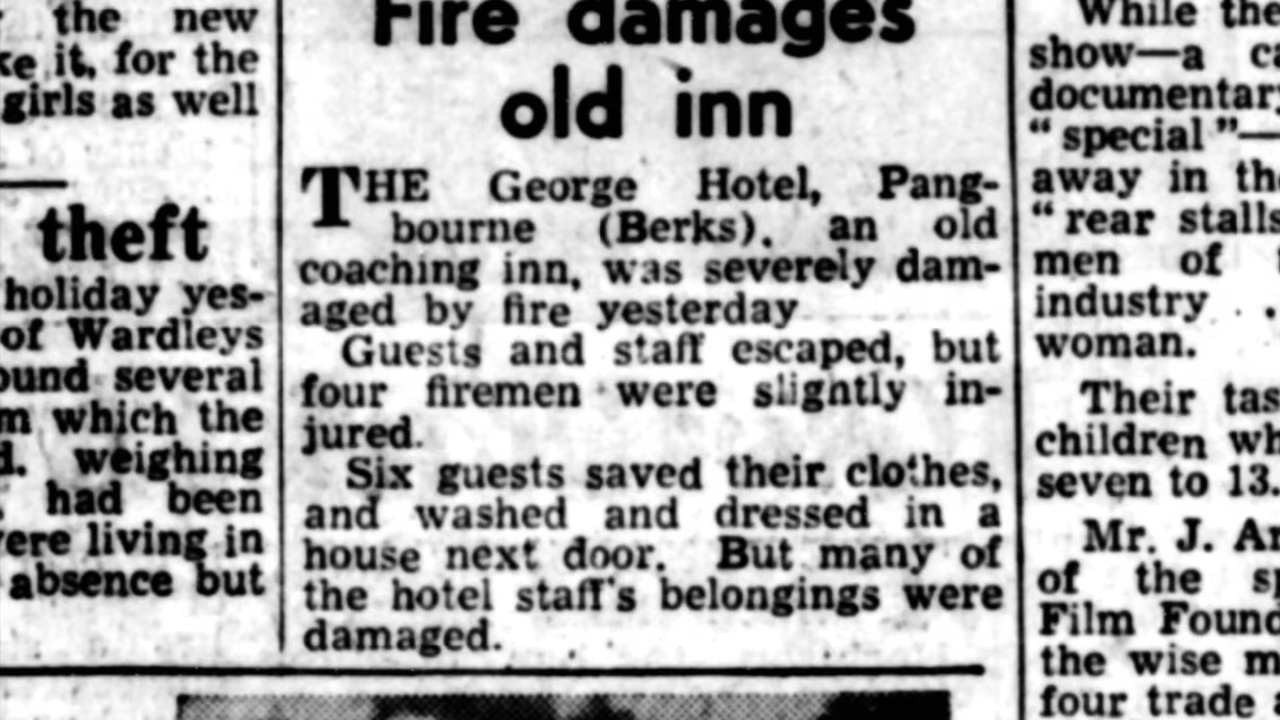 the new
it, for the
girls as well
theft
holiday yes-
of Wardleys
several
which the
weighing
had been
living in
absence but
Fire damages
old inn
THE George Hotel, Pang-
bourne (Berks), an old
coaching inn, was severely dam-
aged by fire yesterday
Guests and staff escaped, but
four firemen were slightly in-
jured.
Six guests saved their clothes,
and washed and dressed in a
house next door. But many of
the hotel staff's belongings were
damaged.
While the
show—a
documentary
"special"—
away in
"rear stalls
men of
industry . .
woman.
Their
children
seven to 13.
Mr. J.
of the
Film
the wise
four trade